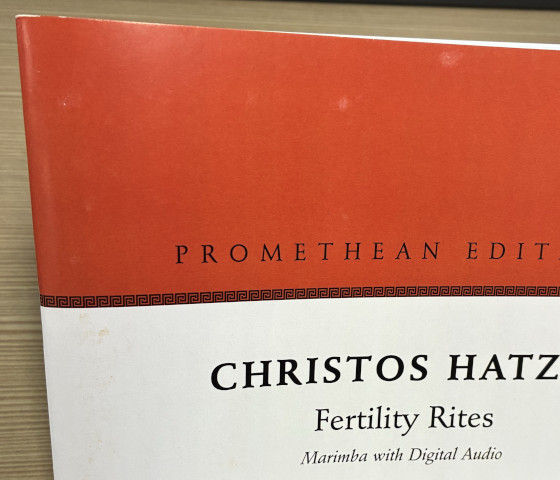 PROMETHEAN EDIT
CHRISTOS HATZ
Fertility Rites
Marimba with Digital Audio